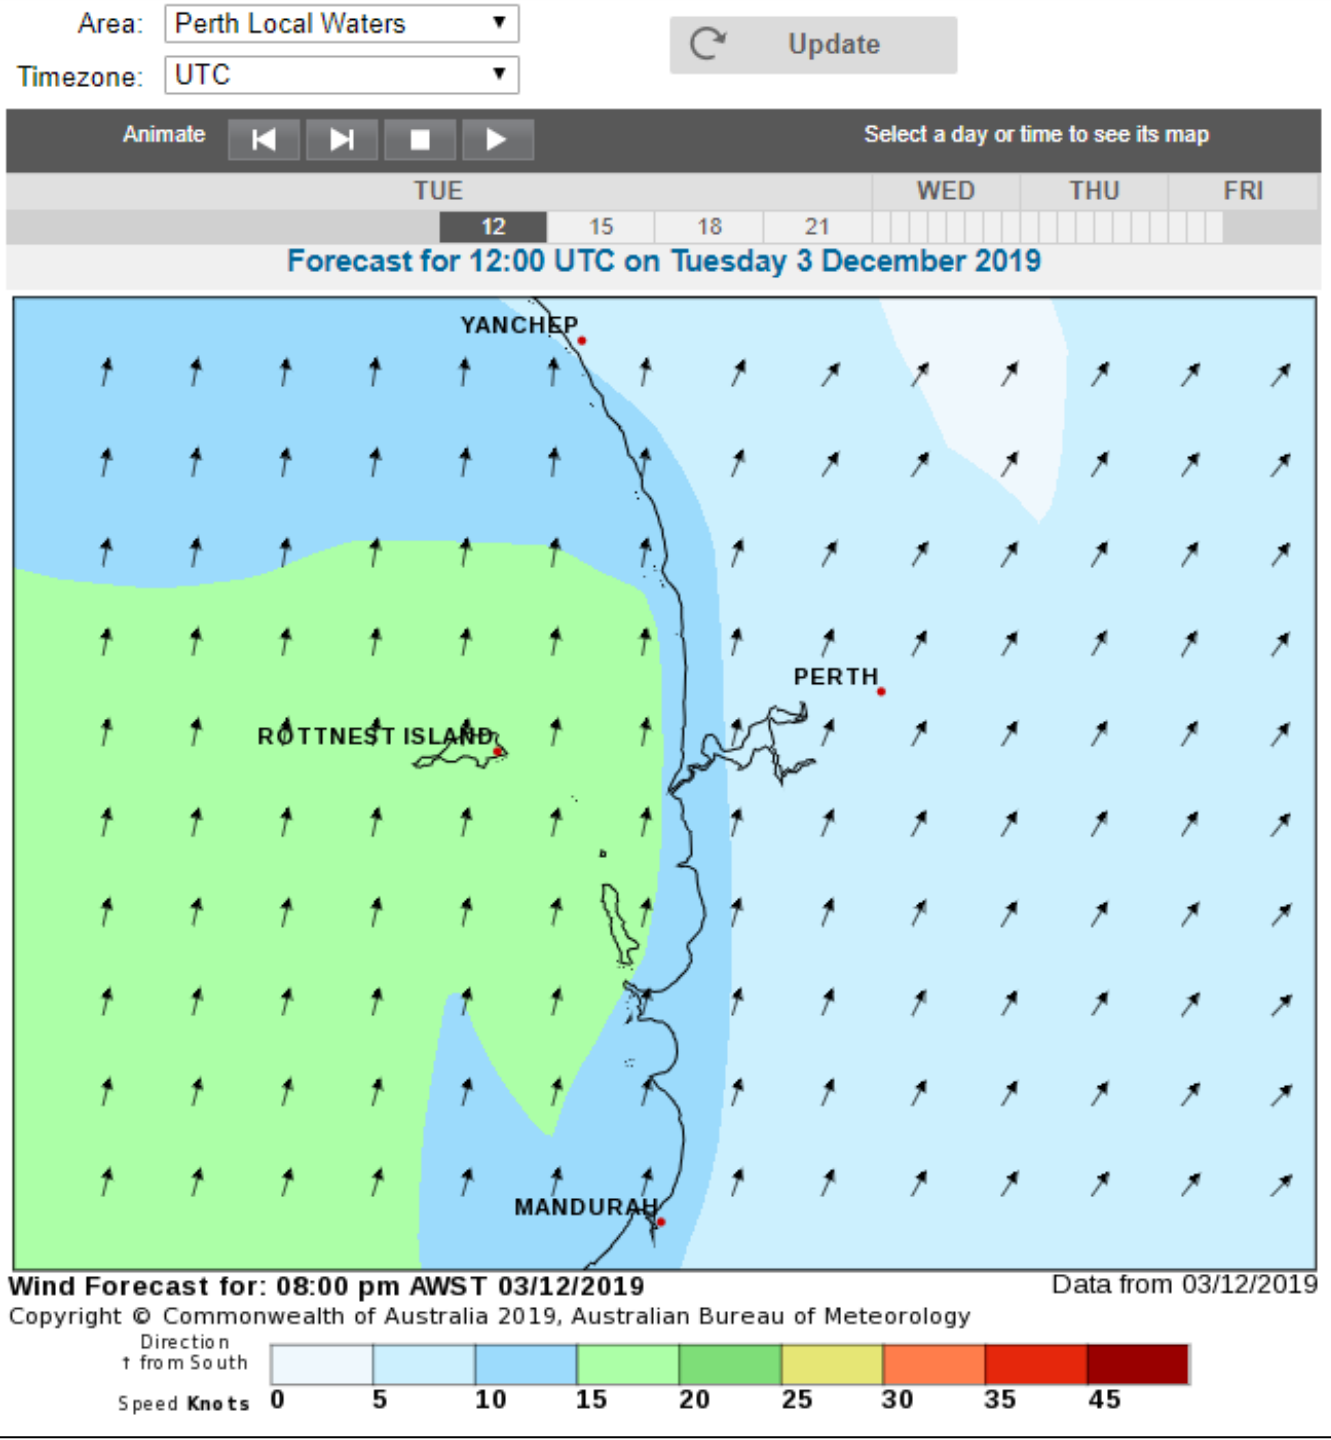 Area: Perth Local Waters
Update
Timezone: UTC
Animate
Select a day or time to see its map
TUE WED THU FRI
12 15 18 21
Forecast for 12:00 UTC on Tuesday 3 December 2019
YANCHEP
PERTH
ROTTNEST ISLAND
MANDURAH
Wind Forecast for: 08:00 pm AWST 03/12/2019
Data from 03/12/2019
Copyright © Commonwealth of Australia 2019, Australian Bureau of Meteorology
Direction
↑ from South
Speed Knots 0 5 10 15 20 25 30 35 45